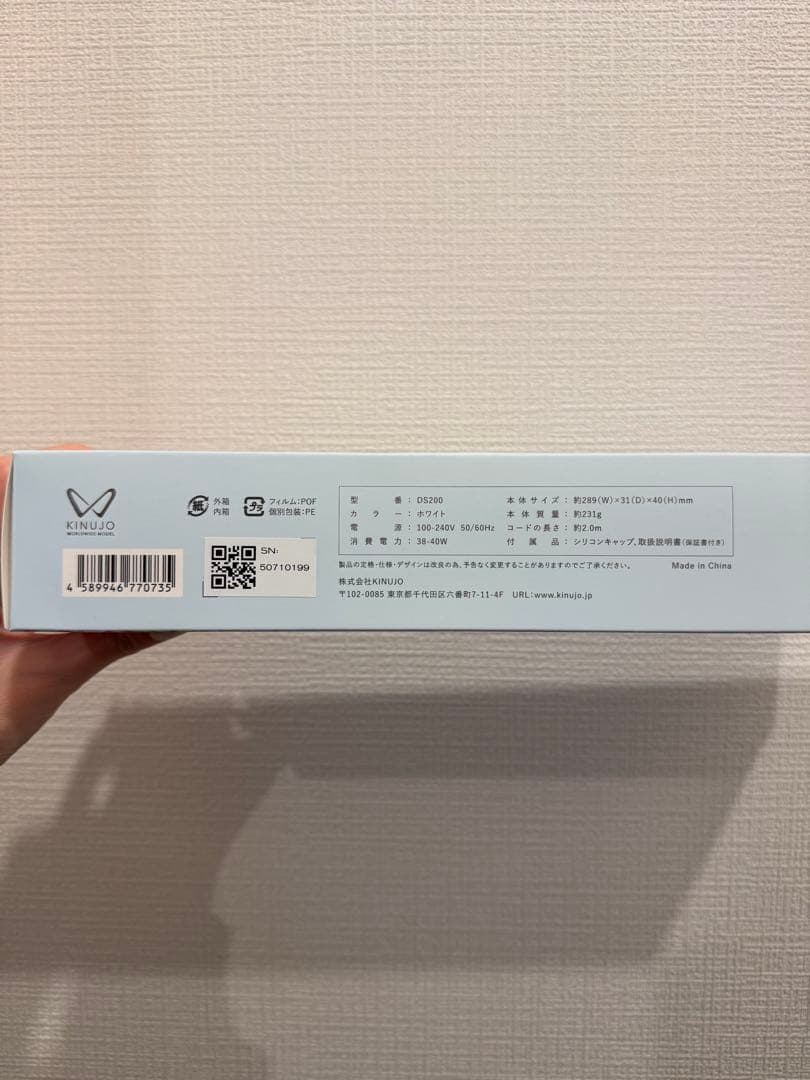 KINUJO
WORLDWIDE MODEL
4 589946 770735
紙 外箱
内箱
プラ フィルム:POF
個別包装:PE
SN:
50710199
型番:DS200
カラー:ホワイト
電源:100-240V 50/60Hz
消費電力:38-40W
本体サイズ:約289(W)×31(D)×40(H)mm
本体質量:約231g
コードの長さ:約2.0m
付属品:シリコンキャップ、取扱説明書(保証書付き)
製品の定格・仕様・デザインは改良の為、予告なく変更することがありますのでご了承ください。
Made in China
株式会社KINUJO
〒102-0085 東京都千代田区六番町7-11-4F URL:www.kinujo.jp